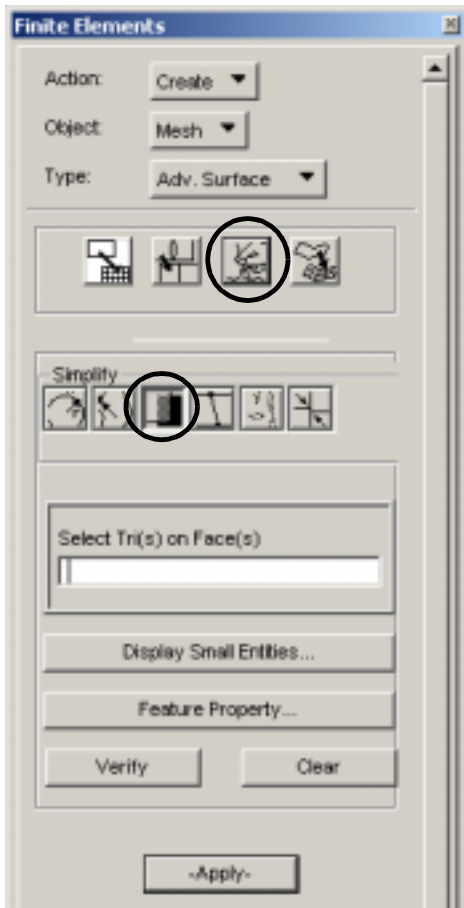 Finite Elements
Action: Create
Object: Mesh
Type: Adv. Surface
Simplify
Select Tri(s) on Face(s)
Display Small Entities...
Feature Property...
Verify Clear
-Apply-